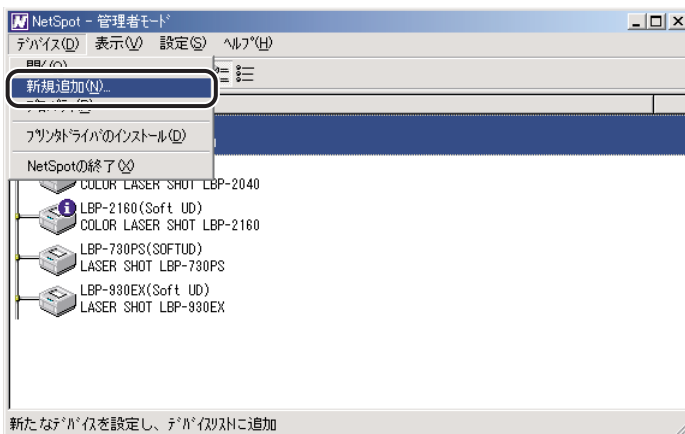 NetSpot - 管理者ﾓｰﾄﾞ
ﾃﾞﾊﾞｲｽ(D) 表示(V) 設定(S) ﾍﾙﾌﾟ(H)
新規追加(N)...
ﾌﾟﾘﾝﾀﾄﾞﾗｲﾊﾞのｲﾝｽﾄｰﾙ(D)
NetSpotの終了(X)
COLOR LASER SHOT LBP-2040
LBP-2160(Soft UD)
COLOR LASER SHOT LBP-2160
LBP-730PS(SOFTUD)
LASER SHOT LBP-730PS
LBP-930EX(Soft UD)
LASER SHOT LBP-930EX
新たなﾃﾞﾊﾞｲｽを設定し、ﾃﾞﾊﾞｲｽﾘｽﾄに追加